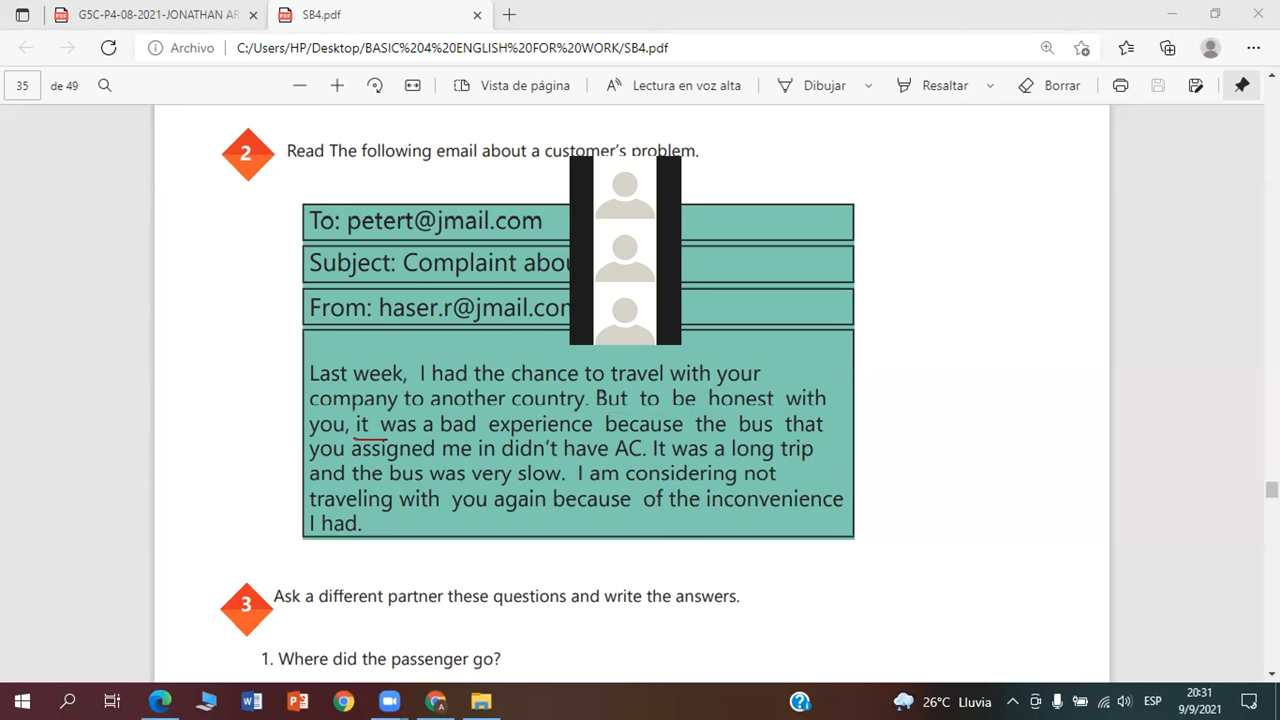 G5C-P4-08-2021-JONATHAN AR
SB4.pdf
Archivo
C:/Users/HP/Desktop/BASIC%204%20ENGLISH%20FOR%20WORK/SB4.pdf
35 de 49
Vista de página
Lectura en voz alta
Dibujar
Resaltar
Borrar
2
Read The following email about a customer's problem.
To: petert@jmail.com
Subject: Complaint
From: haser.r@jmail.com
Last week, I had the chance to travel with your
company to another country. But to be honest with
you, it was a bad experience because the bus that
you assigned me in didn't have AC. It was a long trip
and the bus was very slow. I am considering not
traveling with you again because of the inconvenience
I had.
3
Ask a different partner these questions and write the answers.
1. Where did the passenger go?
26°C Lluvia
ESP
20:31
9/9/2021